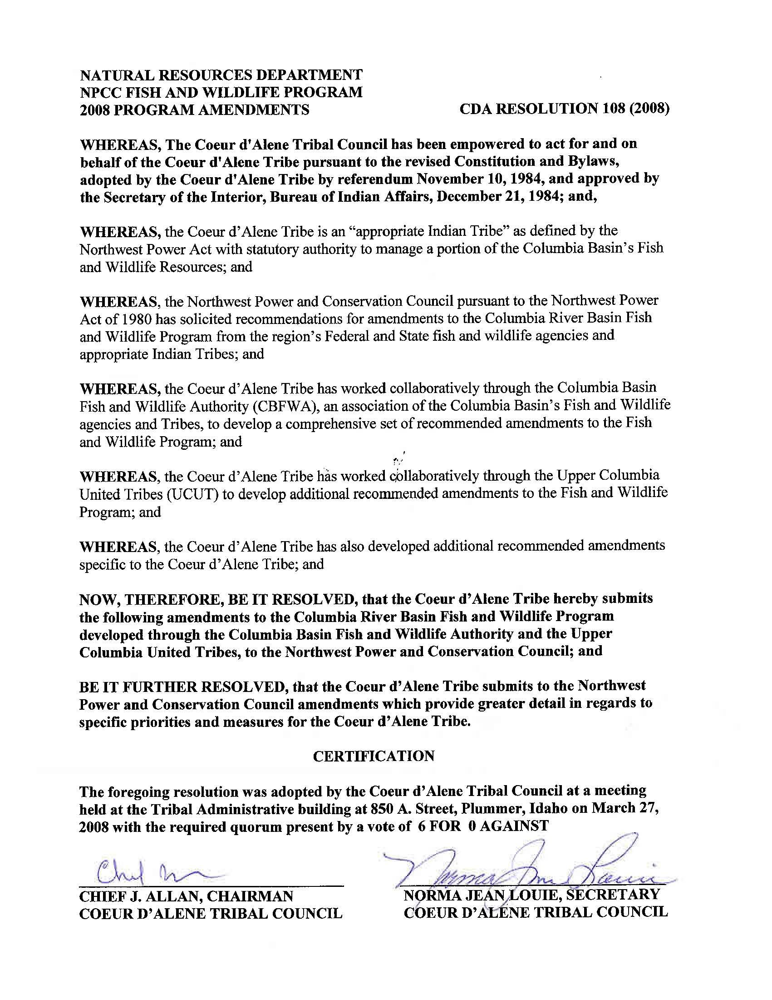 NATURAL RESOURCES DEPARTMENT
NPCC FISH AND WILDLIFE PROGRAM
2008 PROGRAM AMENDMENTS CDA RESOLUTION 108 (2008)
WHEREAS, The Coeur d'Alene Tribal Council has been empowered to act for and on
behalf of the Coeur d'Alene Tribe pursuant to the revised Constitution and Bylaws,
adopted by the Coeur d'Alene Tribe by referendum November 10, 1984, and approved by
the Secretary of the Interior, Bureau of Indian Affairs, December 21, 1984; and,
WHEREAS, the Coeur d’Alene Tribe is an “appropriate Indian Tribe” as defined by the
Northwest Power Act with statutory authority to manage a portion of the Columbia Basin’s Fish
and Wildlife Resources; and
WHEREAS, the Northwest Power and Conservation Council pursuant to the Northwest Power
Act of 1980 has solicited recommendations for amendments to the Columbia River Basin Fish
and Wildlife Program from the region’s Federal and State fish and wildlife agencies and
appropriate Indian Tribes; and
WHEREAS, the Coeur d’Alene Tribe has worked collaboratively through the Columbia Basin
Fish and Wildlife Authority (CBFWA), an association of the Columbia Basin’s Fish and Wildlife
agencies and Tribes, to develop a comprehensive set of recommended amendments to the Fish
and Wildlife Program; and
WHEREAS, the Coeur d’Alene Tribe has worked collaboratively through the Upper Columbia
United Tribes (UCUT) to develop additional recommended amendments to the Fish and Wildlife
Program; and
WHEREAS, the Coeur d’Alene Tribe has also developed additional recommended amendments
specific to the Coeur d’Alene Tribe; and
NOW, THEREFORE, BE IT RESOLVED, that the Coeur d’Alene Tribe hereby submits
the following amendments to the Columbia River Basin Fish and Wildlife Program
developed through the Columbia Basin Fish and Wildlife Authority and the Upper
Columbia United Tribes, to the Northwest Power and Conservation Council; and
BE IT FURTHER RESOLVED, that the Coeur d’Alene Tribe submits to the Northwest
Power and Conservation Council amendments which provide greater detail in regards to
specific priorities and measures for the Coeur d’Alene Tribe.
CERTIFICATION
The foregoing resolution was adopted by the Coeur d’Alene Tribal Council at a meeting
held at the Tribal Administrative building at 850 A. Street, Plummer, Idaho on March 27,
2008 with the required quorum present by a vote of 6 FOR 0 AGAINST
Norma Jean Louie
CHIEF J. ALLAN, CHAIRMAN NORMA JEAN LOUIE, SECRETARY
COEUR D’ALENE TRIBAL COUNCIL COEUR D’ALENE TRIBAL COUNCIL